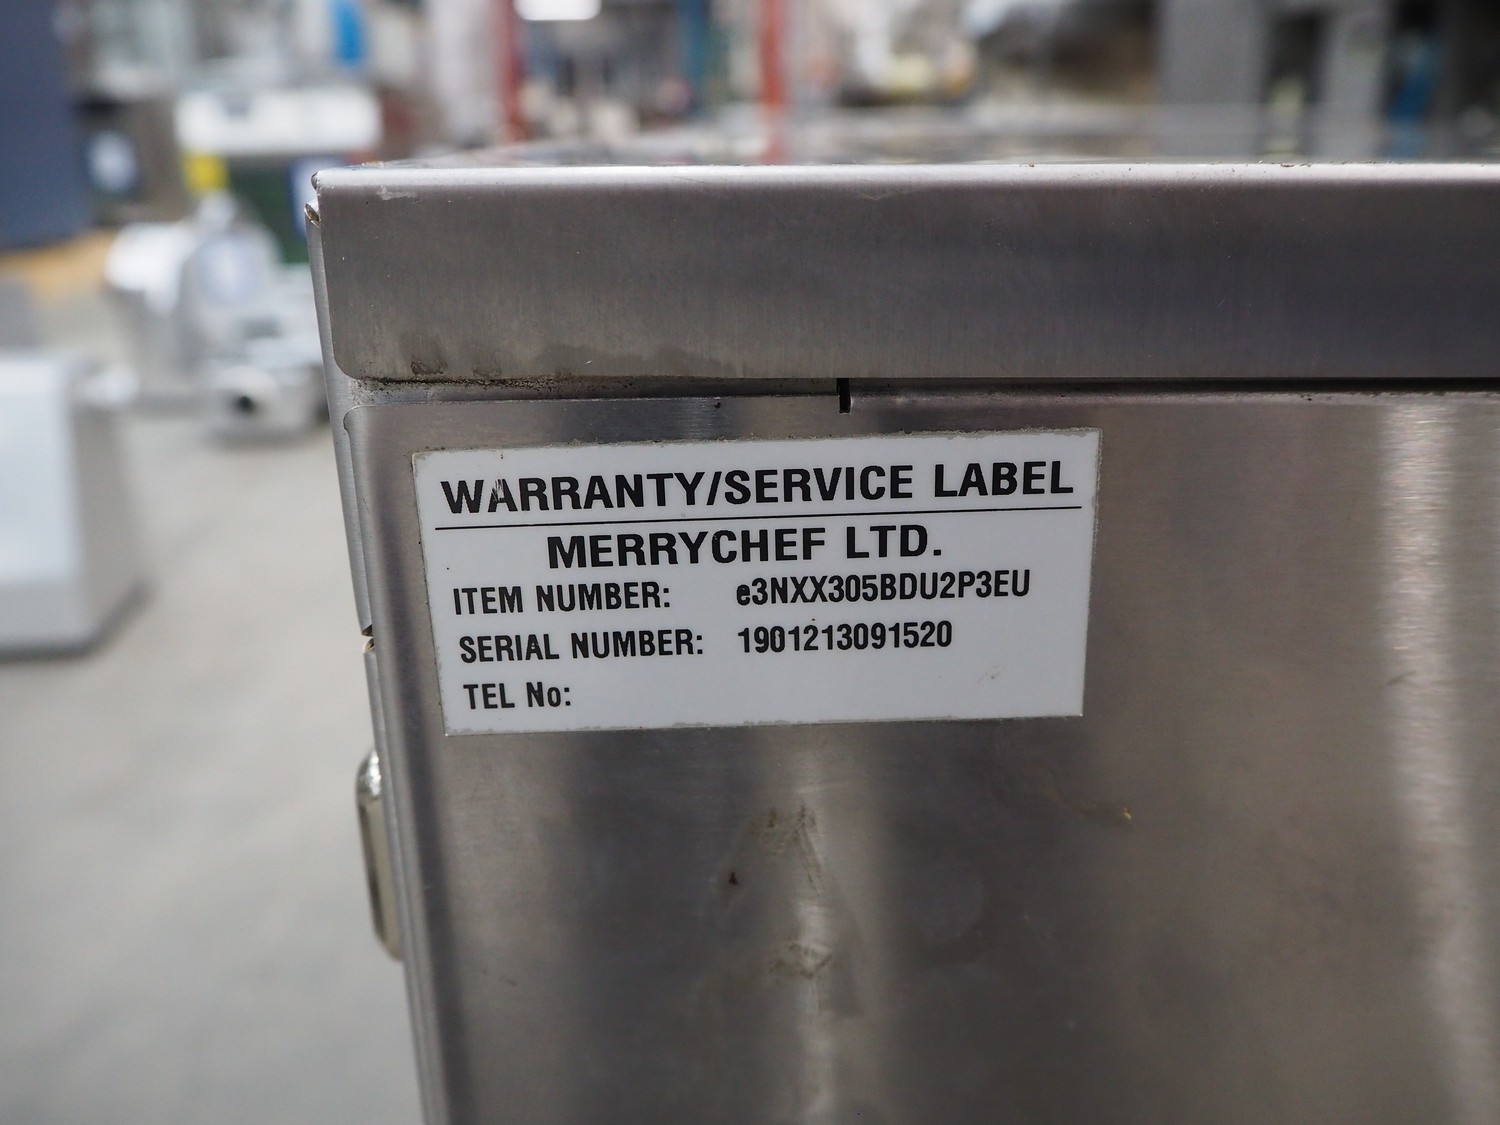 WARRANTY/SERVICE LABEL
MERRYCHEF LTD.
ITEM NUMBER: e3NXX305BDU2P3EU
SERIAL NUMBER: 1901213091520
TEL No: